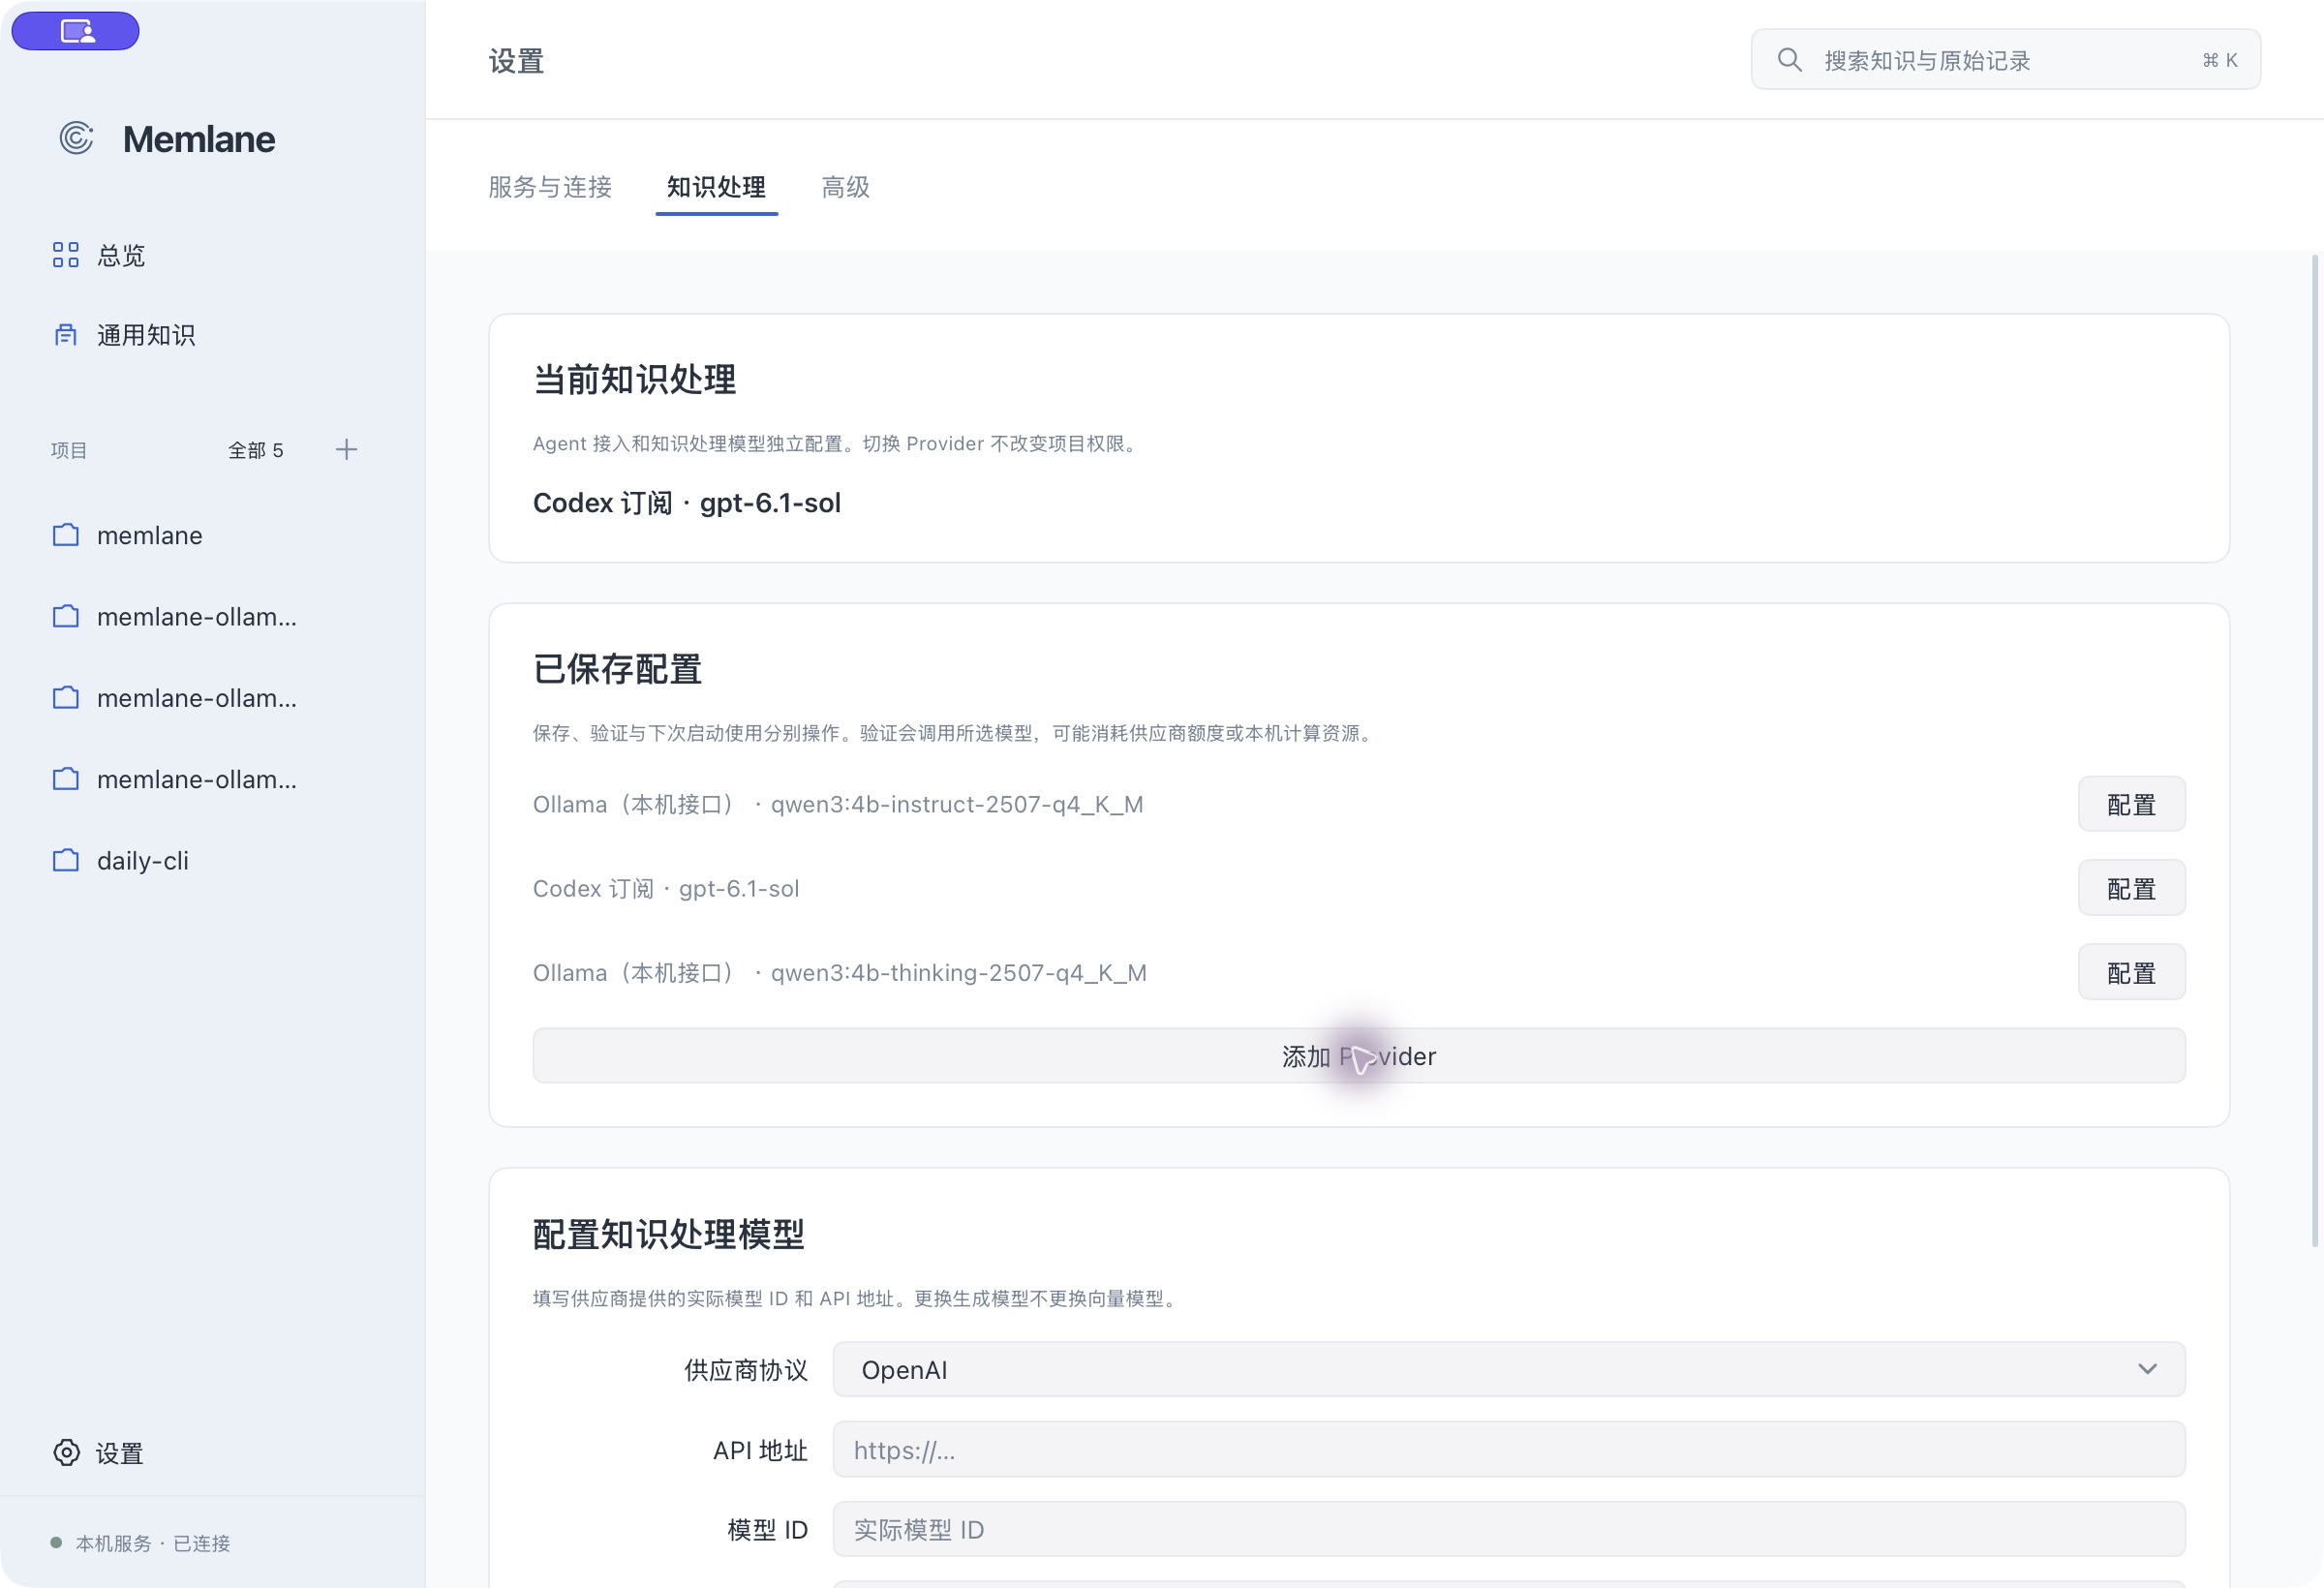 Memlane
总览
通用知识
项目
全部 5
memlane
memlane-ollam...
memlane-ollam...
memlane-ollam...
daily-cli
设置
本机服务 · 已连接
设置
搜索知识与原始记录
⌘ K
服务与连接
知识处理
高级
当前知识处理
Agent 接入和知识处理模型独立配置。切换 Provider 不改变项目权限。
Codex 订阅 · gpt-6.1-sol
已保存配置
保存、验证与下次启动使用分别操作。验证会调用所选模型，可能消耗供应商额度或本机计算资源。
Ollama（本机接口） · qwen3:4b-instruct-2507-q4_K_M
配置
Codex 订阅 · gpt-6.1-sol
配置
Ollama（本机接口） · qwen3:4b-thinking-2507-q4_K_M
配置
添加 Provider
配置知识处理模型
填写供应商提供的实际模型 ID 和 API 地址。更换生成模型不更换向量模型。
供应商协议
OpenAI
API 地址
https://...
模型 ID
实际模型 ID